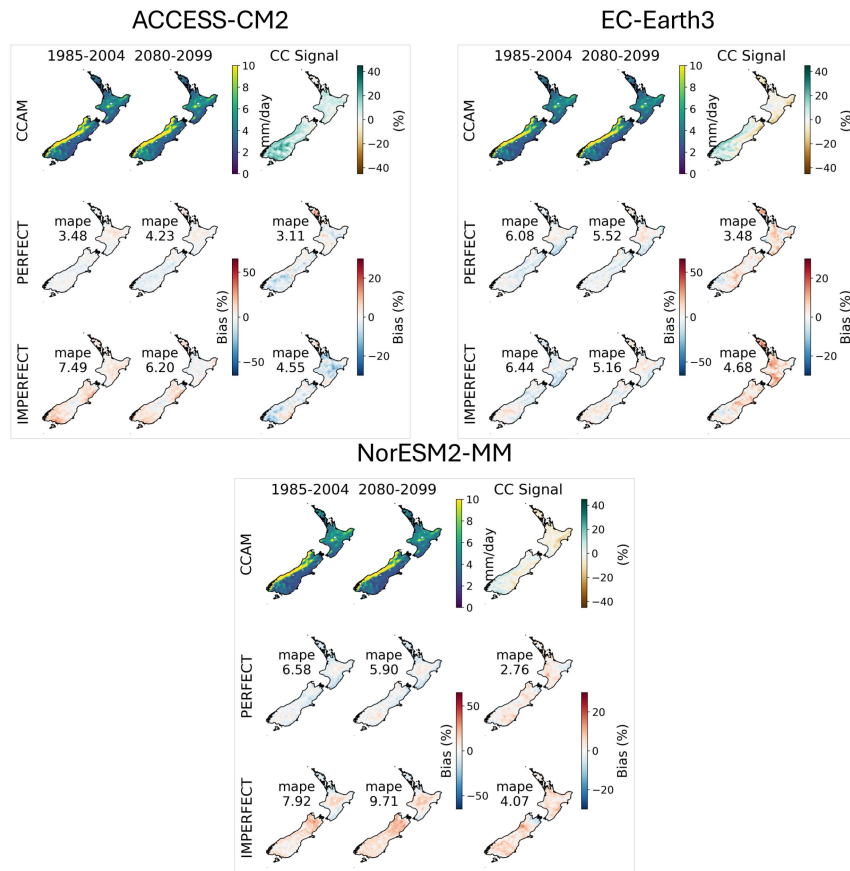 ACCESS-CM2
1985-2004 2080-2099 CC Signal
CCAM
10
8
6
4
2
0
mm/day
40
20
0
−20
−40
(%)
PERFECT
mape
3.48
mape
4.23
mape
3.11
IMPERFECT
mape
7.49
mape
6.20
mape
4.55
50
0
−50
Bias (%)
20
0
−20
Bias (%)
EC-Earth3
1985-2004 2080-2099 CC Signal
CCAM
10
8
6
4
2
0
mm/day
40
20
0
−20
−40
(%)
PERFECT
mape
6.08
mape
5.52
mape
3.48
IMPERFECT
mape
6.44
mape
5.16
mape
4.68
50
0
−50
Bias (%)
20
0
−20
Bias (%)
NorESM2-MM
1985-2004 2080-2099 CC Signal
CCAM
10
8
6
4
2
0
mm/day
40
20
0
−20
−40
(%)
PERFECT
mape
6.58
mape
5.90
mape
2.76
IMPERFECT
mape
7.92
mape
9.71
mape
4.07
50
0
−50
Bias (%)
20
0
−20
Bias (%)